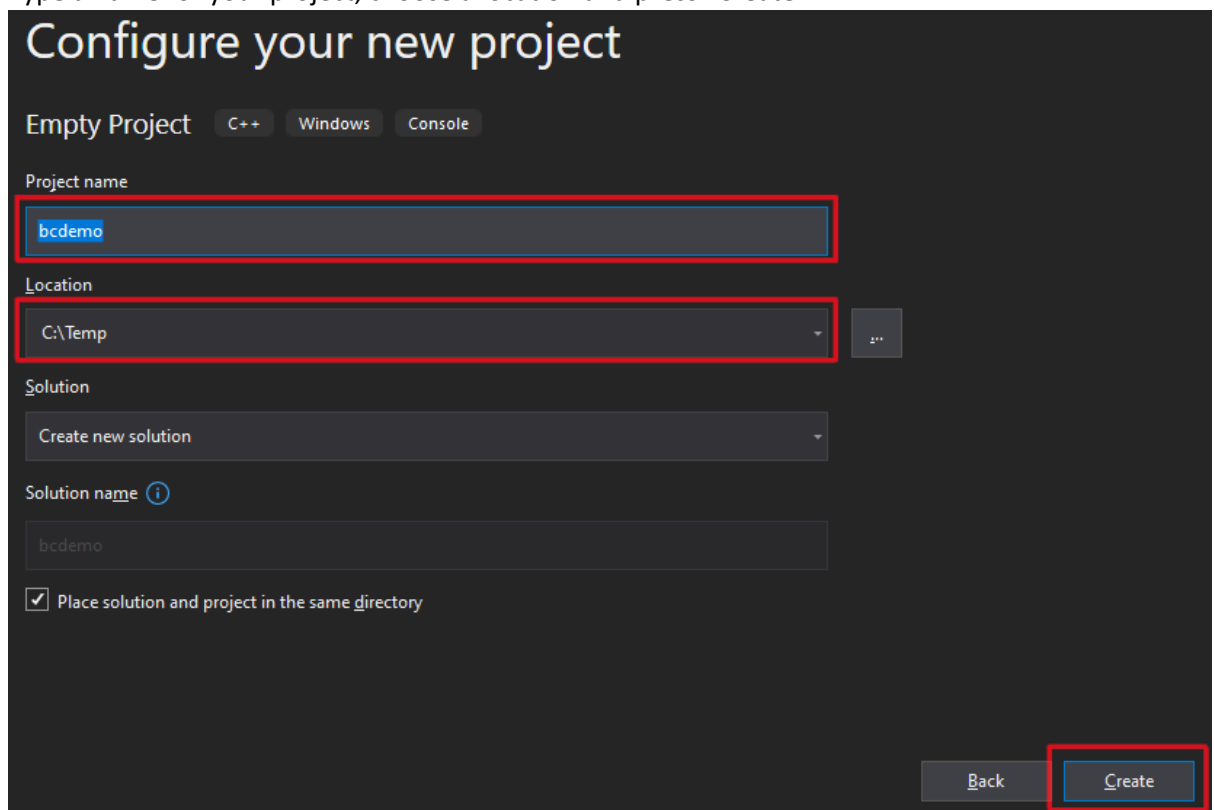 Configure your new project
Empty Project C++ Windows Console
Project name
bcdemo
Location
C:\Temp
...
Solution
Create new solution
Solution name
bcdemo
Place solution and project in the same directory
Back Create